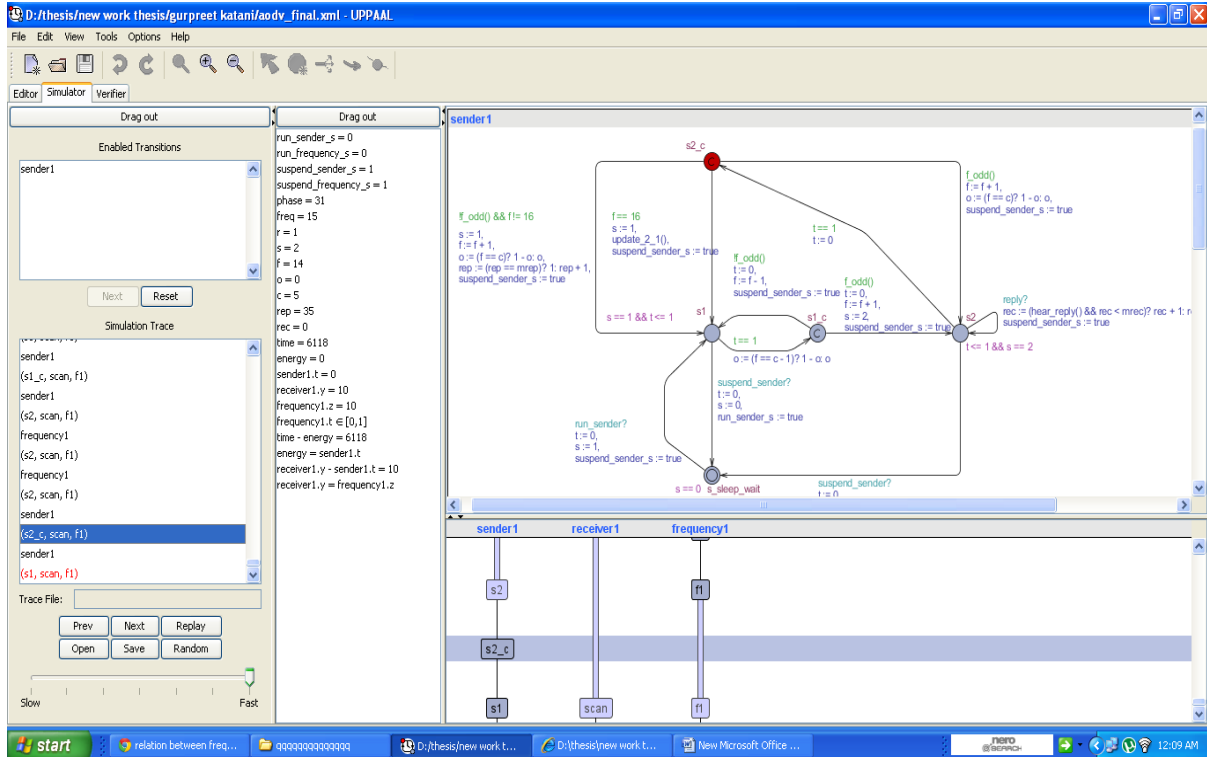 D:/thesis/new work thesis/gurpreet katani/aodv_final.xml - UPPAAL
File Edit View Tools Options Help
Editor Simulator Verifier
Drag out
Enabled Transitions
sender1
Next Reset
Simulation Trace
sender1
(s1_c, scan, f1)
sender1
(s2, scan, f1)
frequency1
(s2, scan, f1)
frequency1
(s2, scan, f1)
sender1
(s2_c, scan, f1)
sender1
(s1, scan, f1)
Trace File:
Prev Next Replay
Open Save Random
Slow Fast
Drag out
run_sender_s = 0
run_frequency_s = 0
suspend_sender_s = 1
suspend_frequency_s = 1
phase = 31
freq = 15
r = 1
s = 2
f = 14
o = 0
c = 5
rep = 35
rec = 0
time = 6118
energy = 0
sender1.t = 0
receiver1.y = 10
frequency1.z = 10
frequency1.t ∈ [0,1]
time - energy = 6118
energy = sender1.t
receiver1.y - sender1.t = 10
receiver1.y = frequency1.z
sender1
s2_c
C
f_odd()
f := f + 1,
o := (f == c)? 1 - o: o,
suspend_sender_s := true
!f_odd() && f != 16
s := 1,
f := f + 1,
o := (f == c)? 1 - o: o,
rep := (rep == mrep)? 1: rep + 1,
suspend_sender_s := true
f == 16
s := 1,
update_2_1(),
suspend_sender_s := true
t == 1
t := 0
!f_odd()
t := 0,
f := f - 1,
suspend_sender_s := true
f_odd()
t := 0,
f := f + 1,
s := 2,
suspend_sender_s := true
s == 1 && t <= 1
s1
s1_c
C
t == 1
o := (f == c - 1)? 1 - o: o
s2
reply?
rec := (hear_reply() && rec < mrec)? rec + 1:
suspend_sender_s := true
t <= 1 && s == 2
suspend_sender?
t := 0,
s := 0,
run_sender_s := true
run_sender?
t := 0,
s := 1,
suspend_sender_s := true
s == 0 s_sleep_wait
suspend_sender?
t := 0
sender1 receiver1 frequency1
s2 f1
s2_c
s1 scan f1
start
relation between freq...
qqqqqqqqqqqqqq
D:/thesis/new work t...
D:\thesis\new work t...
New Microsoft Office ...
nero
SEARCH
12:09 AM